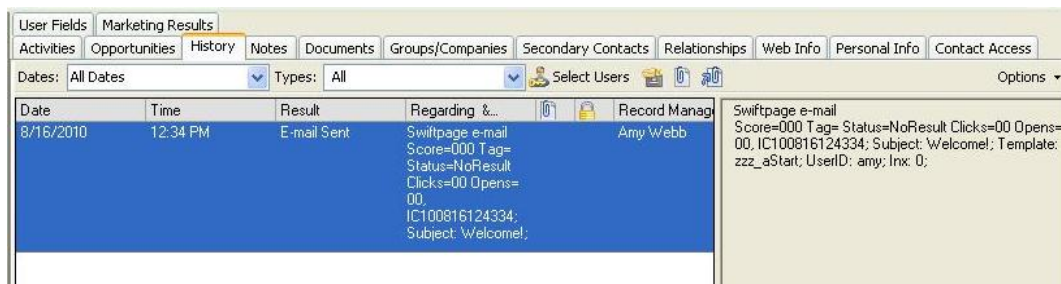 User Fields Marketing Results
Activities Opportunities History Notes Documents Groups/Companies Secondary Contacts Relationships Web Info Personal Info Contact Access
Dates: All Dates Types: All Select Users Options
Date Time Result Regarding &... Record Manag
8/16/2010 12:34 PM E-mail Sent Swiftpage e-mail Amy Webb
Score=000 Tag=
Status=NoResult
Clicks=00 Opens=
00,
IC100816124334;
Subject: Welcome!;
Swiftpage e-mail
Score=000 Tag= Status=NoResult Clicks=00 Opens=
00, IC100816124334; Subject: Welcome!; Template:
zzz_aStart; UserID: amy; Inx: 0;